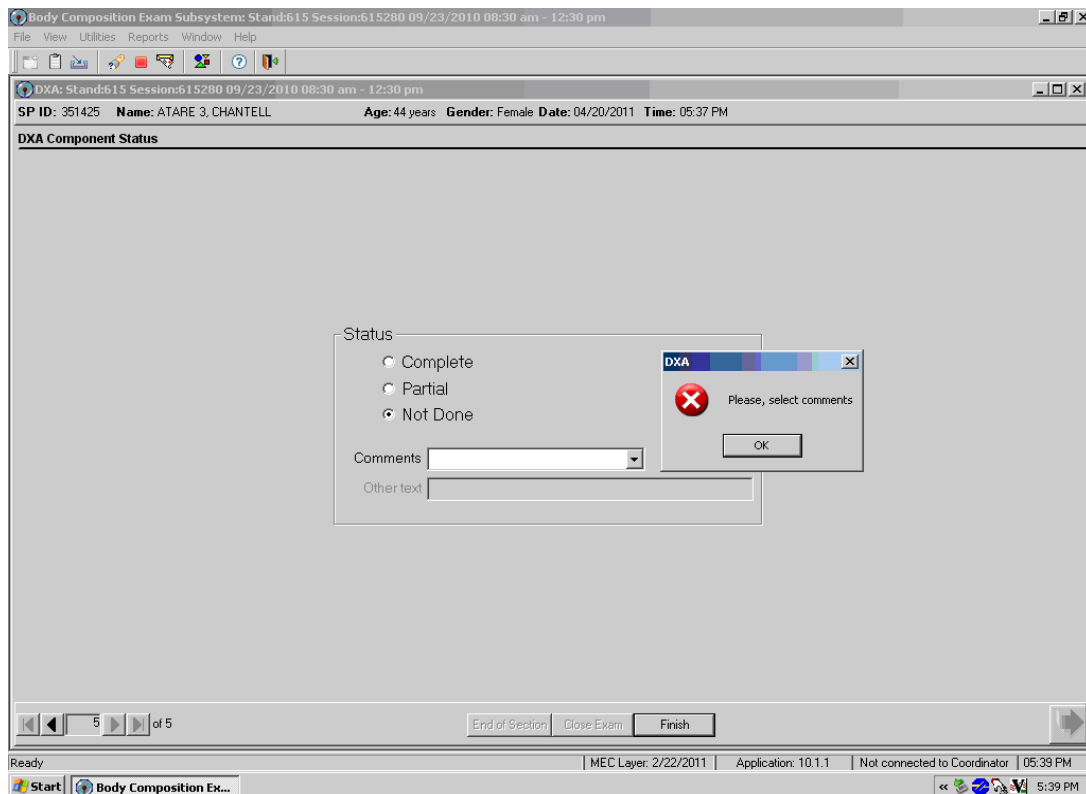 Body Composition Exam Subsystem: Stand:615 Session:615280 09/23/2010 08:30 am - 12:30 pm
File View Utilities Reports Window Help
DXA: Stand:615 Session:615280 09/23/2010 08:30 am - 12:30 pm
SP ID: 351425 Name: ATARE 3, CHANTELL Age: 44 years Gender: Female Date: 04/20/2011 Time: 05:37 PM
DXA Component Status
Status
Complete
Partial
Not Done
Comments
Other text
DXA
Please, select comments
OK
5 of 5
End of Section Close Exam Finish
Ready MEC Layer: 2/22/2011 Application: 10.1.1 Not connected to Coordinator 05:39 PM
Start Body Composition Ex... « 5:39 PM